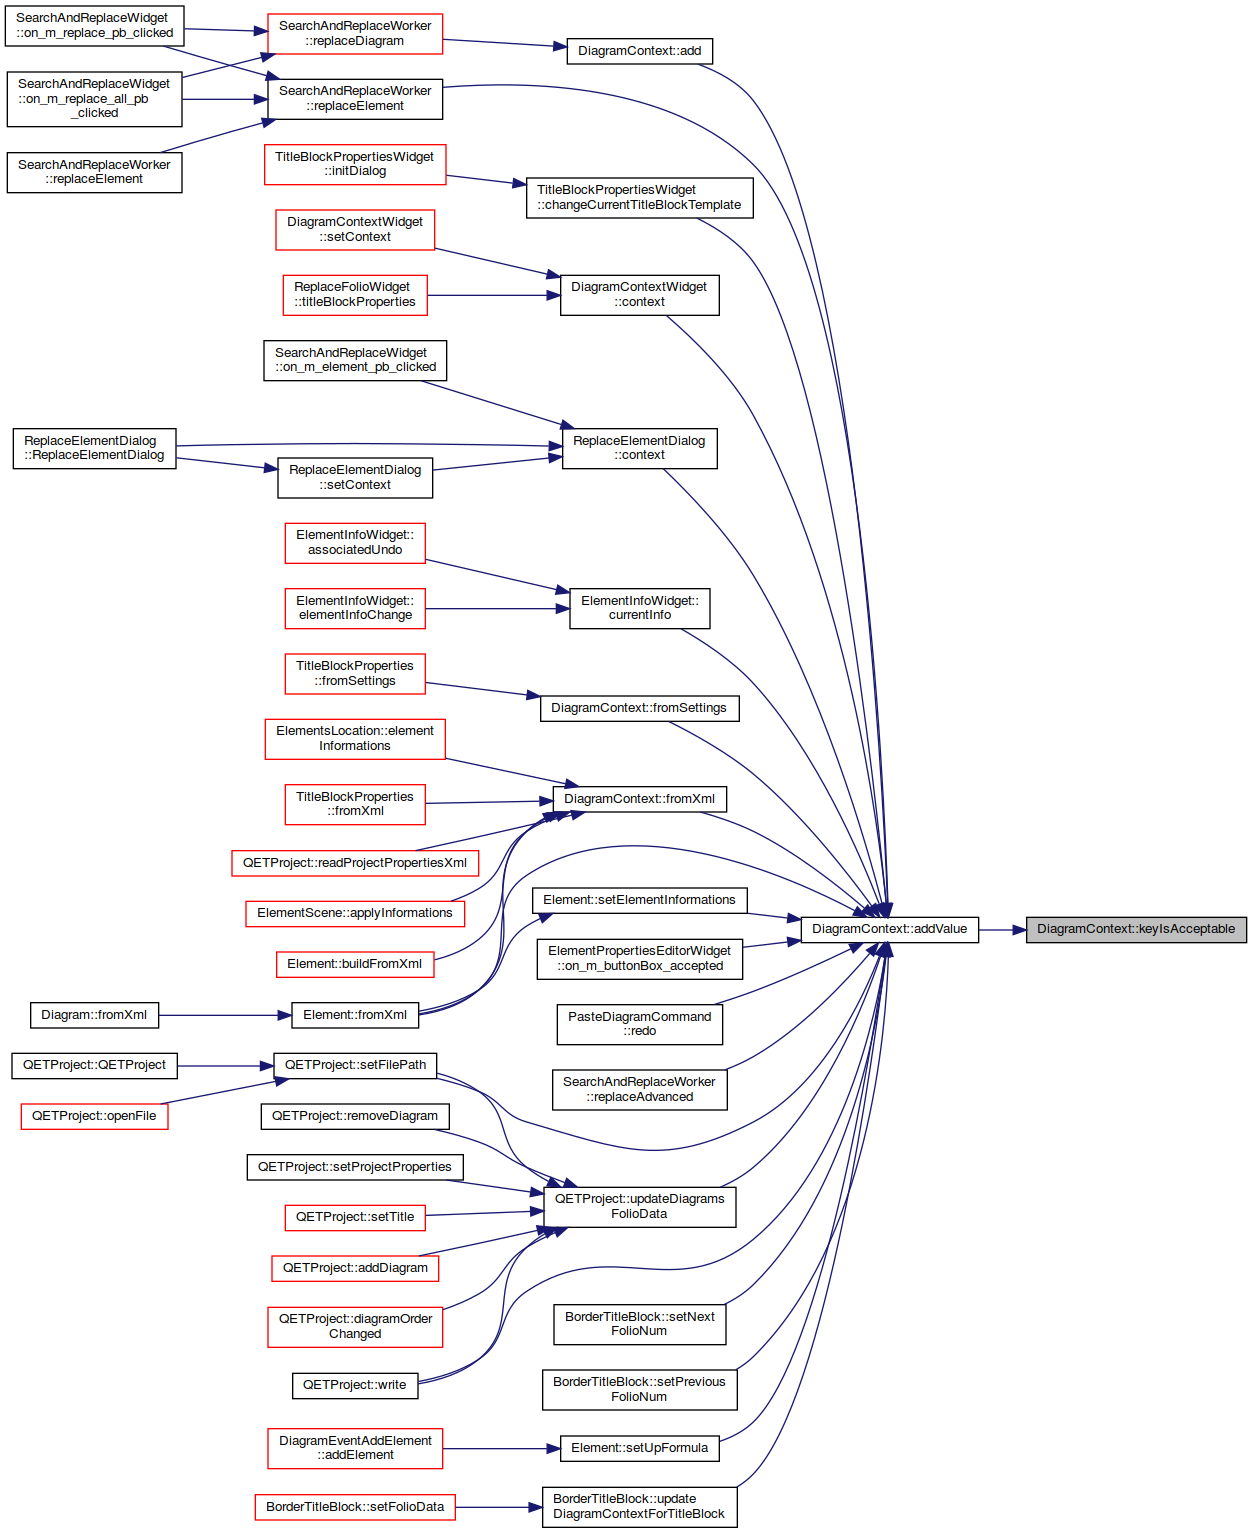 SearchAndReplaceWidget
::on_m_replace_pb_clicked
SearchAndReplaceWidget
::on_m_replace_all_pb
_clicked
SearchAndReplaceWorker
::replaceElement
SearchAndReplaceWorker
::replaceDiagram
SearchAndReplaceWorker
::replaceElement
DiagramContext::add
TitleBlockPropertiesWidget
::initDialog
TitleBlockPropertiesWidget
::changeCurrentTitleBlockTemplate
DiagramContextWidget
::setContext
ReplaceFolioWidget
::titleBlockProperties
DiagramContextWidget
::context
SearchAndReplaceWidget
::on_m_element_pb_clicked
ReplaceElementDialog
::ReplaceElementDialog
ReplaceElementDialog
::setContext
ReplaceElementDialog
::context
ElementInfoWidget::
associatedUndo
ElementInfoWidget::
elementInfoChange
ElementInfoWidget::
currentInfo
TitleBlockProperties
::fromSettings
DiagramContext::fromSettings
ElementsLocation::element
Informations
TitleBlockProperties
::fromXml
DiagramContext::fromXml
QETProject::readProjectPropertiesXml
ElementScene::applyInformations
Element::buildFromXml
Element::setElementInformations
ElementPropertiesEditorWidget
::on_m_buttonBox_accepted
DiagramContext::addValue
DiagramContext::keyIsAcceptable
Diagram::fromXml
Element::fromXml
PasteDiagramCommand
::redo
QETProject::QETProject
QETProject::setFilePath
SearchAndReplaceWorker
::replaceAdvanced
QETProject::openFile
QETProject::removeDiagram
QETProject::setProjectProperties
QETProject::setTitle
QETProject::updateDiagrams
FolioData
QETProject::addDiagram
QETProject::diagramOrder
Changed
BorderTitleBlock::setNext
FolioNum
QETProject::write
BorderTitleBlock::setPrevious
FolioNum
DiagramEventAddElement
::addElement
Element::setUpFormula
BorderTitleBlock::setFolioData
BorderTitleBlock::update
DiagramContextForTitleBlock